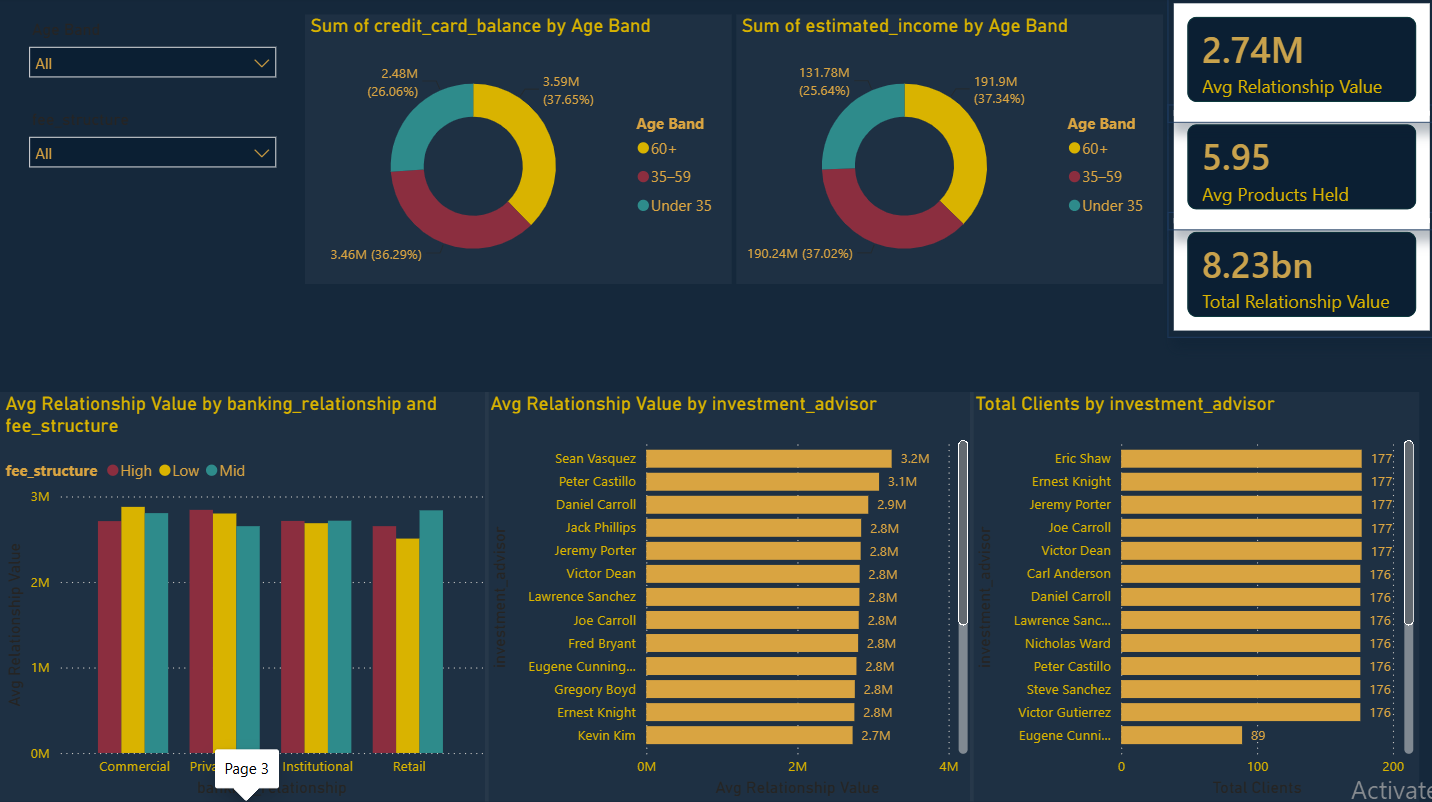 All
All
Sum of credit_card_balance by Age Band
2.48M
(26.06%)
3.59M
(37.65%)
3.46M (36.29%)
Age Band
60+
35–59
Under 35
Sum of estimated_income by Age Band
131.78M
(25.64%)
191.9M
(37.34%)
190.24M (37.02%)
Age Band
60+
35–59
Under 35
2.74M
Avg Relationship Value
5.95
Avg Products Held
8.23bn
Total Relationship Value
Avg Relationship Value by banking_relationship and
fee_structure
fee_structure High Low Mid
3M
2M
1M
0M
Avg Relationship Value
Commercial
Institutional
Retail
Page 3
Avg Relationship Value by investment_advisor
investment_advisor
Sean Vasquez 3.2M
Peter Castillo 3.1M
Daniel Carroll 2.9M
Jack Phillips 2.8M
Jeremy Porter 2.8M
Victor Dean 2.8M
Lawrence Sanchez 2.8M
Joe Carroll 2.8M
Fred Bryant 2.8M
Eugene Cunning... 2.8M
Gregory Boyd 2.8M
Ernest Knight 2.8M
Kevin Kim 2.7M
0M 2M 4M
Avg Relationship Value
Total Clients by investment_advisor
investment_advisor
Eric Shaw 177
Ernest Knight 177
Jeremy Porter 177
Joe Carroll 177
Victor Dean 177
Carl Anderson 176
Daniel Carroll 176
Lawrence Sanc... 176
Nicholas Ward 176
Peter Castillo 176
Steve Sanchez 176
Victor Gutierrez 176
Eugene Cunni... 89
0 100 200
Total Clients
Activate